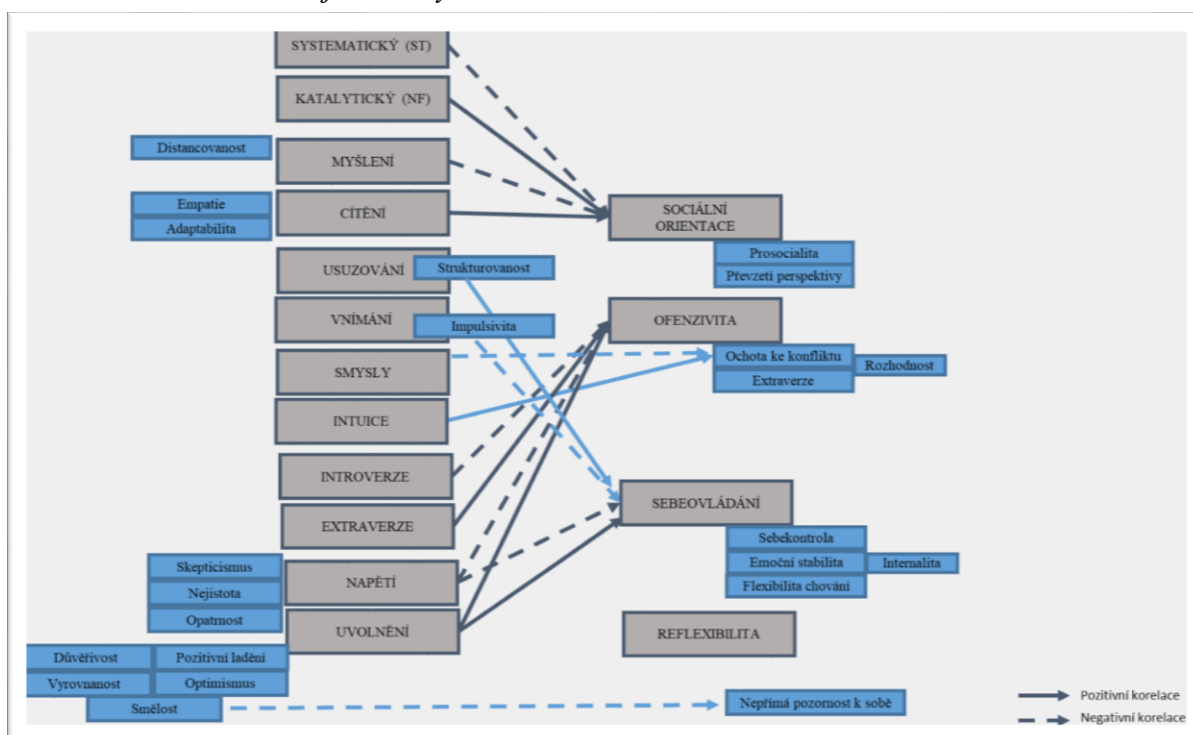 SYSTEMATICKÝ (ST)
KATALYTICKÝ (NF)
Distancovanost
MYŠLENÍ
Empatie
Adaptabilita
CÍTĚNÍ
SOCIÁLNÍ
ORIENTACE
Prosocialita
Převzetí perspektivy
USUZOVÁNÍ
Strukturovanost
VNÍMÁNÍ
Impulsivita
OFENZIVITA
Ochota ke konfliktu
Rozhodnost
Extraverze
SMYSLY
INTUICE
INTROVERZE
EXTRAVERZE
SEBEOVLÁDÁNÍ
Sebekontrola
Emoční stabilita
Internalita
Flexibilita chování
Skepticismus
Nejistota
Opatrnost
NAPĚTÍ
UVOLNĚNÍ
REFLEXIBILITA
Důvěřivost
Pozitivní ladění
Vyrovnanost
Optimismus
Smělost
Nepřímá pozornost k sobě
Pozitivní korelace
Negativní korelace